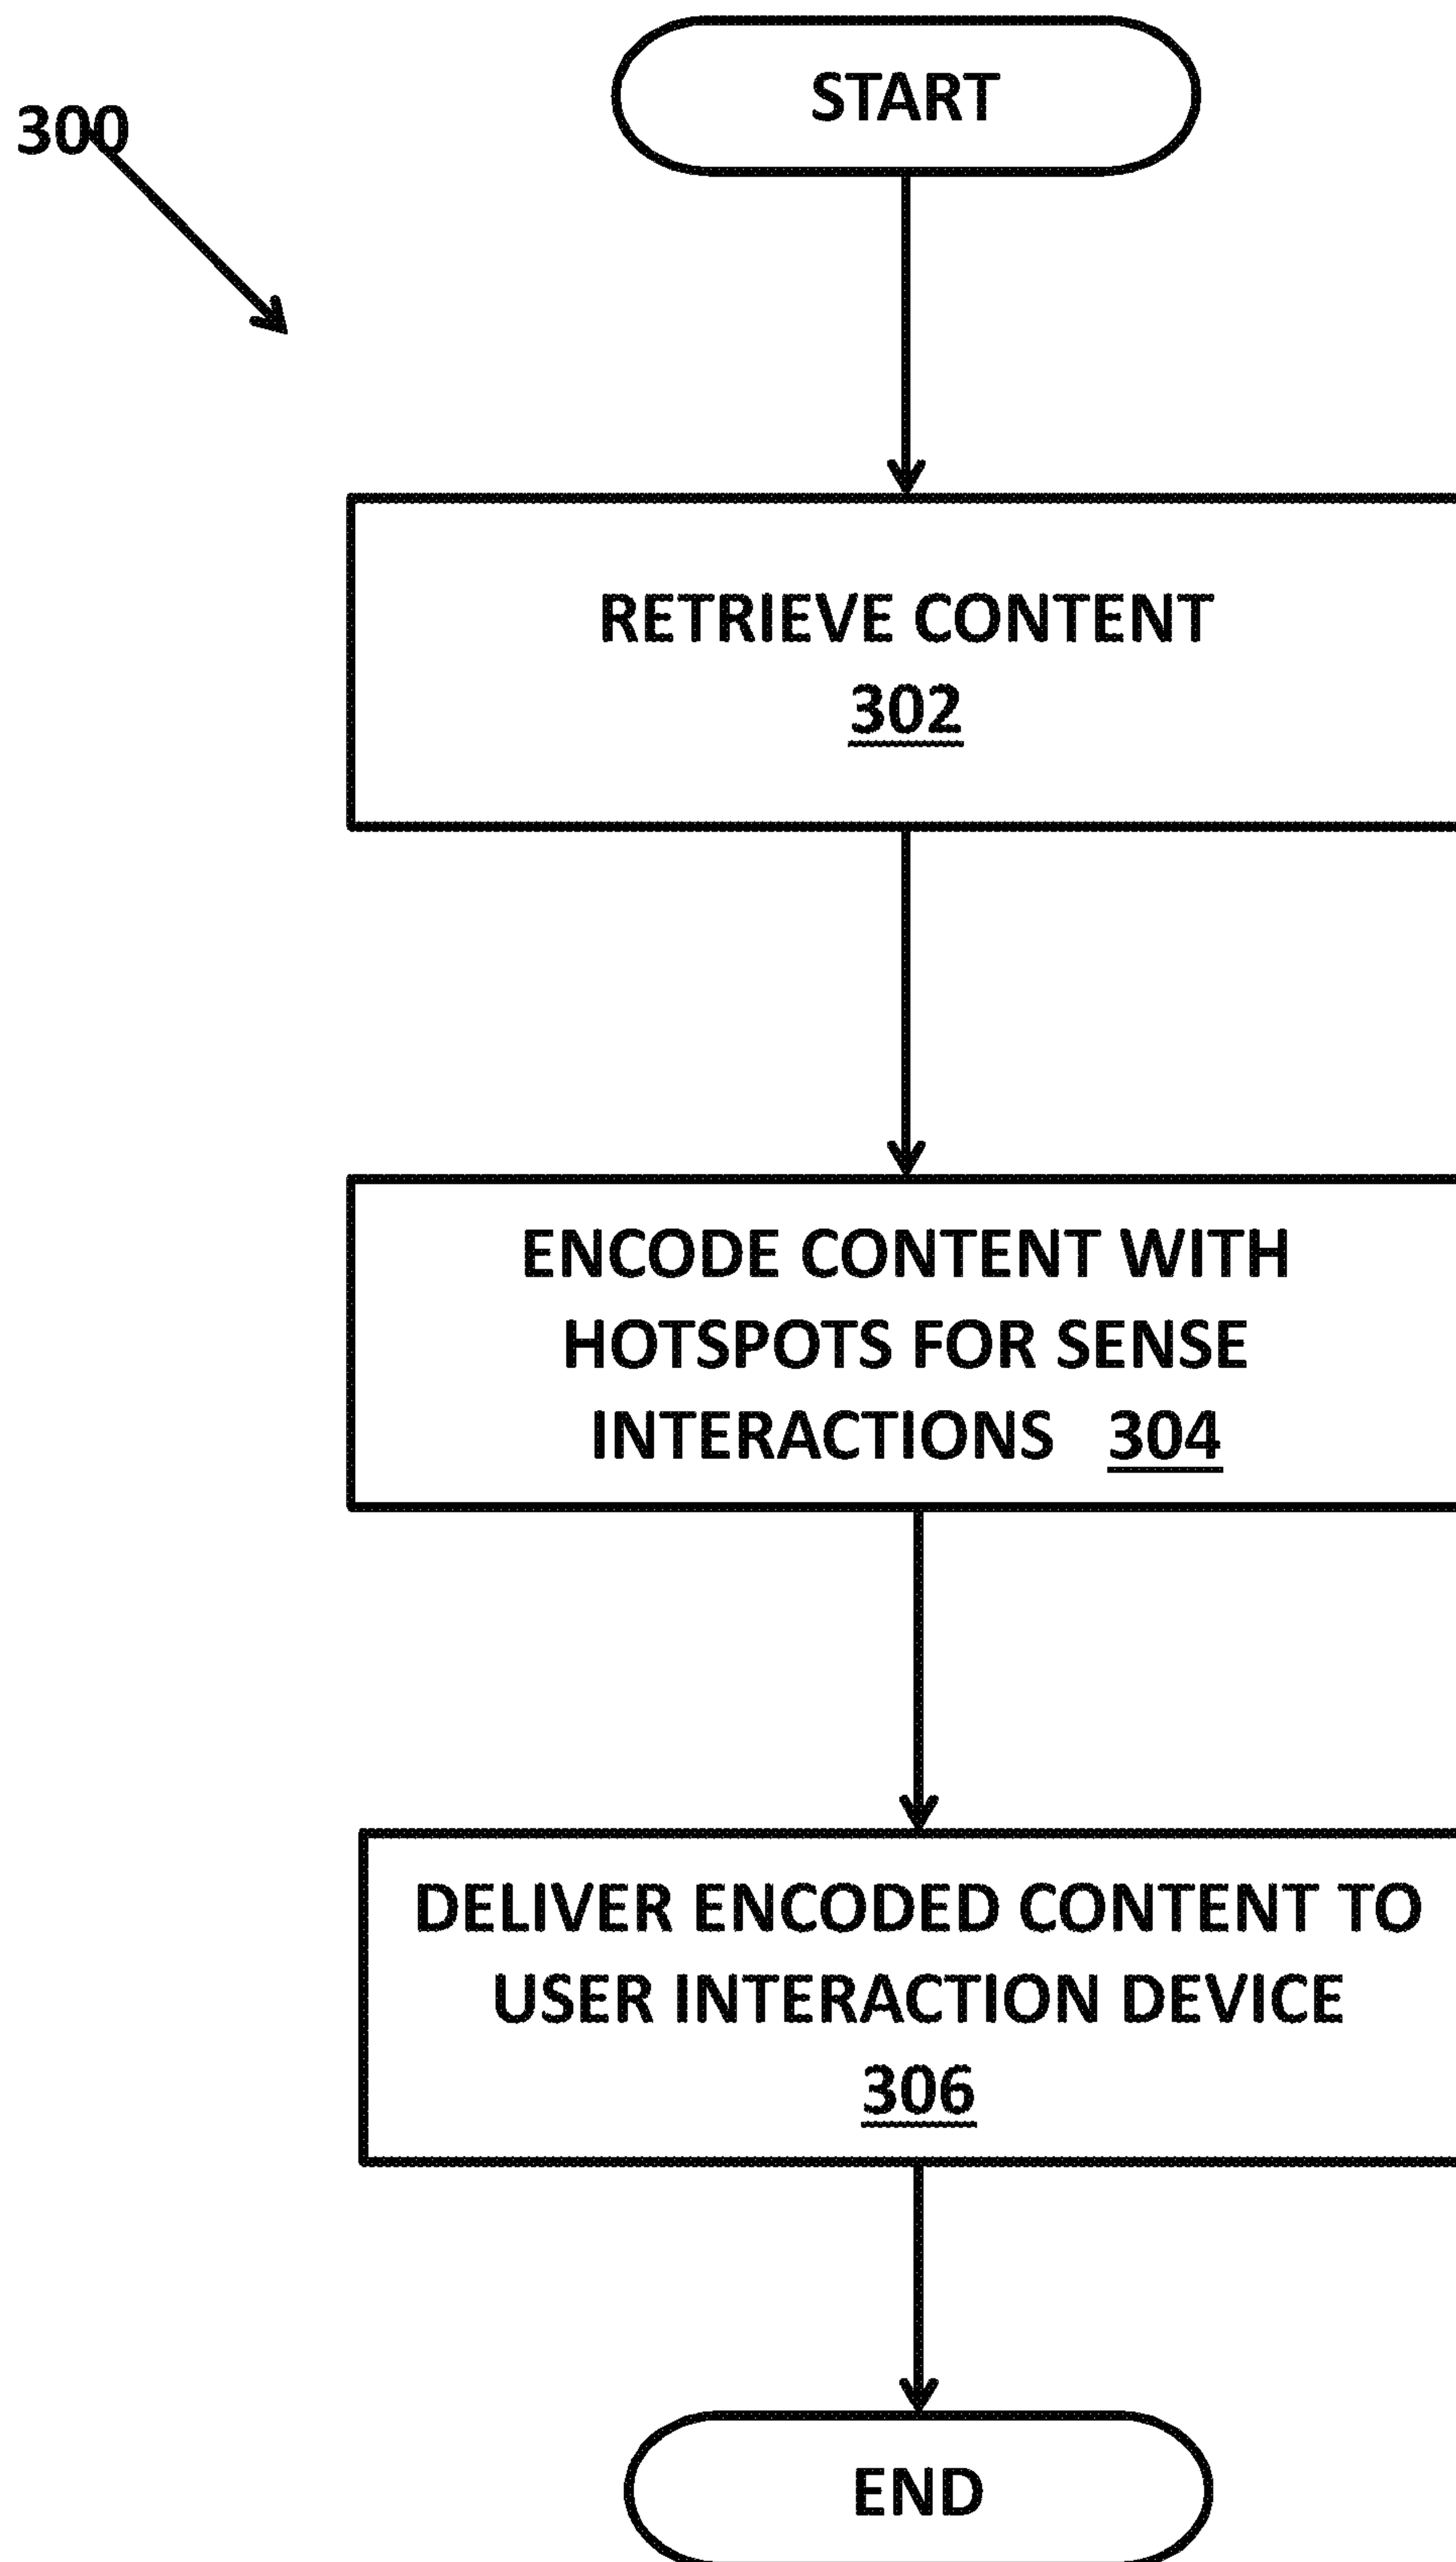 300
START
RETRIEVE CONTENT
302
ENCODE CONTENT WITH
HOTSPOTS FOR SENSE
INTERACTIONS 304
DELIVER ENCODED CONTENT TO
USER INTERACTION DEVICE
306
END